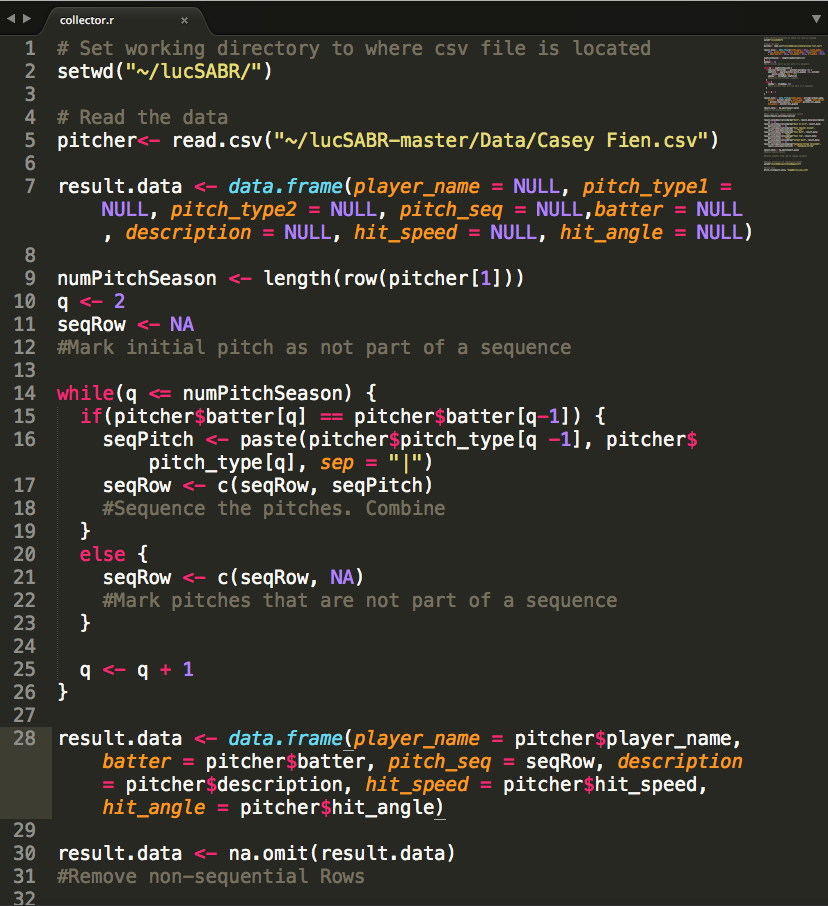 collector.r
1 # Set working directory to where csv file is located
2 setwd("~/lucSABR/")
3
4 # Read the data
5 pitcher<- read.csv("~/lucSABR-master/Data/Casey Fien.csv")
6
7 result.data <- data.frame(player_name = NULL, pitch_type1 =
NULL, pitch_type2 = NULL, pitch_seq = NULL,batter = NULL
, description = NULL, hit_speed = NULL, hit_angle = NULL)
8
9 numPitchSeason <- length(row(pitcher[1]))
10 q <- 2
11 seqRow <- NA
12 #Mark initial pitch as not part of a sequence
13
14 while(q <= numPitchSeason) {
15 if(pitcher$batter[q] == pitcher$batter[q-1]) {
16 seqPitch <- paste(pitcher$pitch_type[q -1], pitcher$
pitch_type[q], sep = "|")
17 seqRow <- c(seqRow, seqPitch)
18 #Sequence the pitches. Combine
19 }
20 else {
21 seqRow <- c(seqRow, NA)
22 #Mark pitches that are not part of a sequence
23 }
24
25 q <- q + 1
26 }
27
28 result.data <- data.frame(player_name = pitcher$player_name,
batter = pitcher$batter, pitch_seq = seqRow, description
= pitcher$description, hit_speed = pitcher$hit_speed,
hit_angle = pitcher$hit_angle)
29
30 result.data <- na.omit(result.data)
31 #Remove non-sequential Rows
32